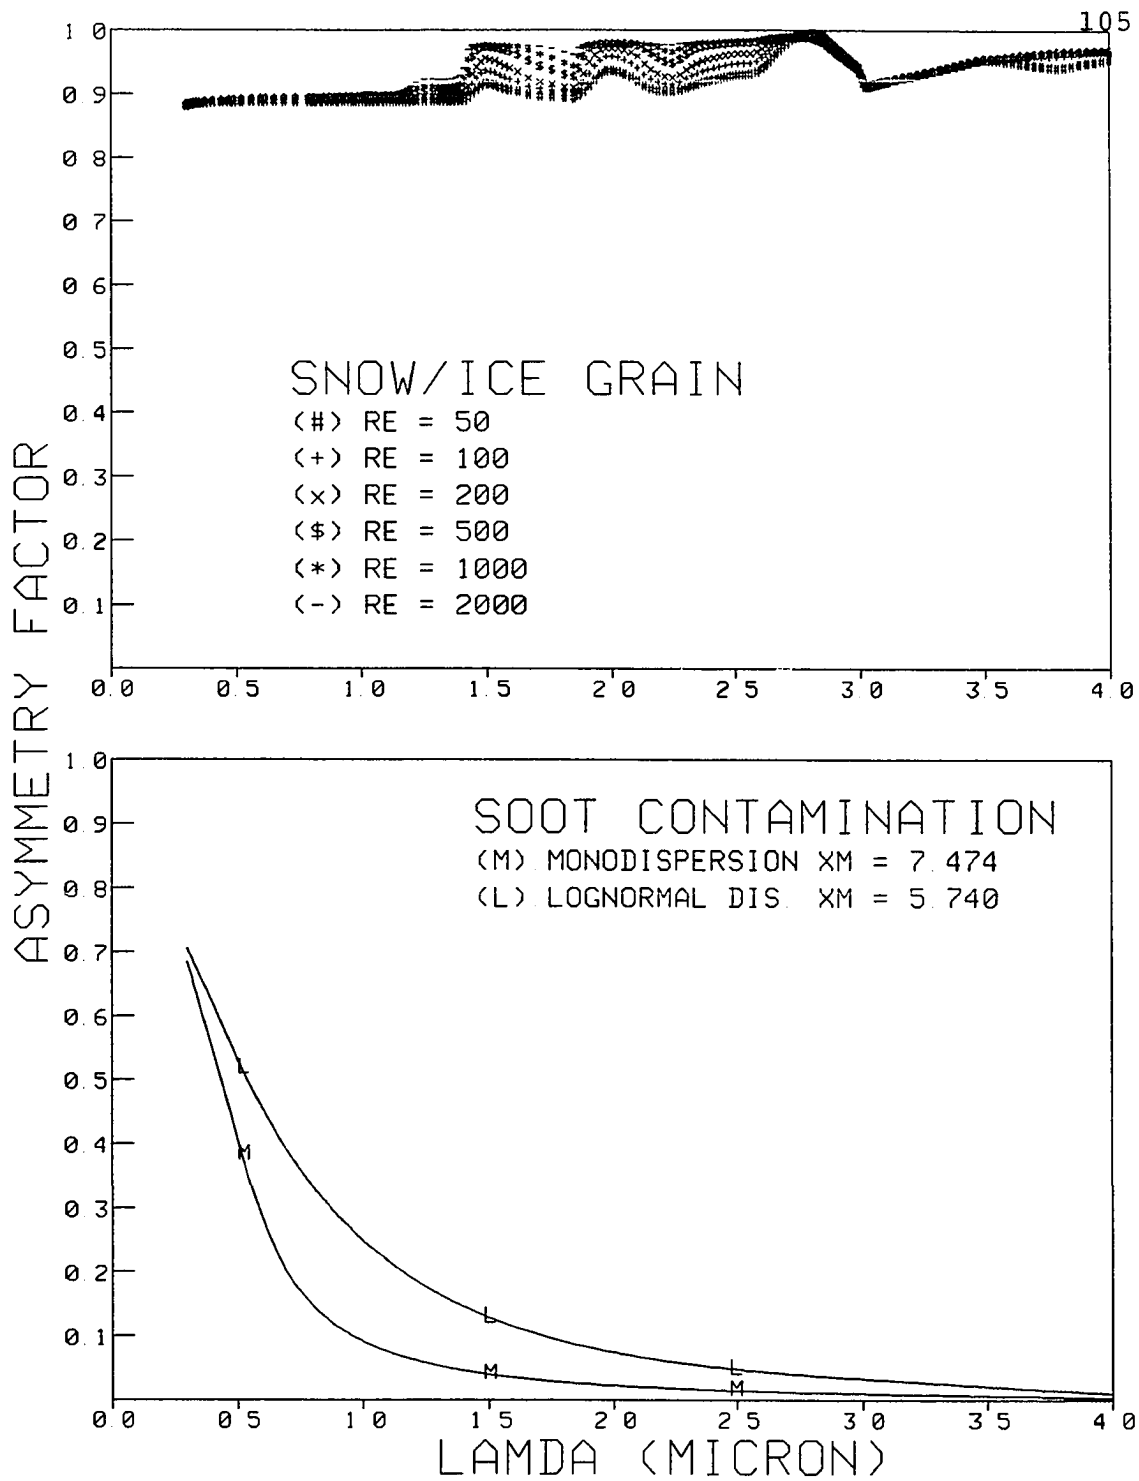 105
1 0
0 9
0 8
0 7
0 6
0.5
0.4
0.3
0.2
0.1
SNOW/ICE GRAIN
(#) RE = 50
(+) RE = 100
(x) RE = 200
($) RE = 500
(*) RE = 1000
(-) RE = 2000
0.0 0.5 1.0 1.5 2 0 2 5 3.0 3 5 4.0
ASYMMETRY FACTOR
1.0
0.9
0.8
0.7
0.6
0.5
0.4
0.3
0.2
0.1
SOOT CONTAMINATION
(M) MONODISPERSION XM = 7.474
(L) LOGNORMAL DIS. XM = 5.740
L
M
L
M
L
M
0.0 0 5 1 0 1 5 2 0 2 5 3 0 3 5 4 0
LAMDA (MICRON)